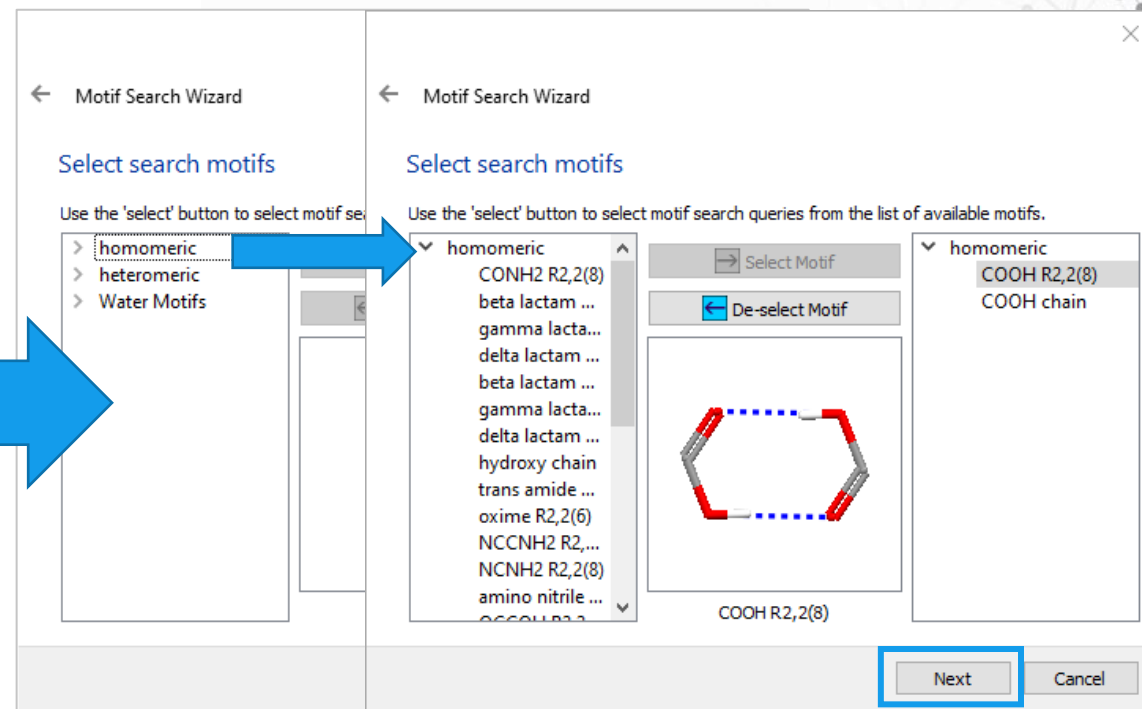 Motif Search Wizard
Select search motifs
Use the 'select' button to select motif sea
homomeric
heteromeric
Water Motifs
Motif Search Wizard
Select search motifs
Use the 'select' button to select motif search queries from the list of available motifs.
homomeric
CONH2 R2,2(8)
beta lactam ...
gamma lacta...
delta lactam ...
beta lactam ...
gamma lacta...
delta lactam ...
hydroxy chain
trans amide ...
oxime R2,2(6)
NCCNH2 R2,...
NCNH2 R2,2(8)
amino nitrile ...
Select Motif
De-select Motif
COOH R2,2(8)
homomeric
COOH R2,2(8)
COOH chain
Next
Cancel